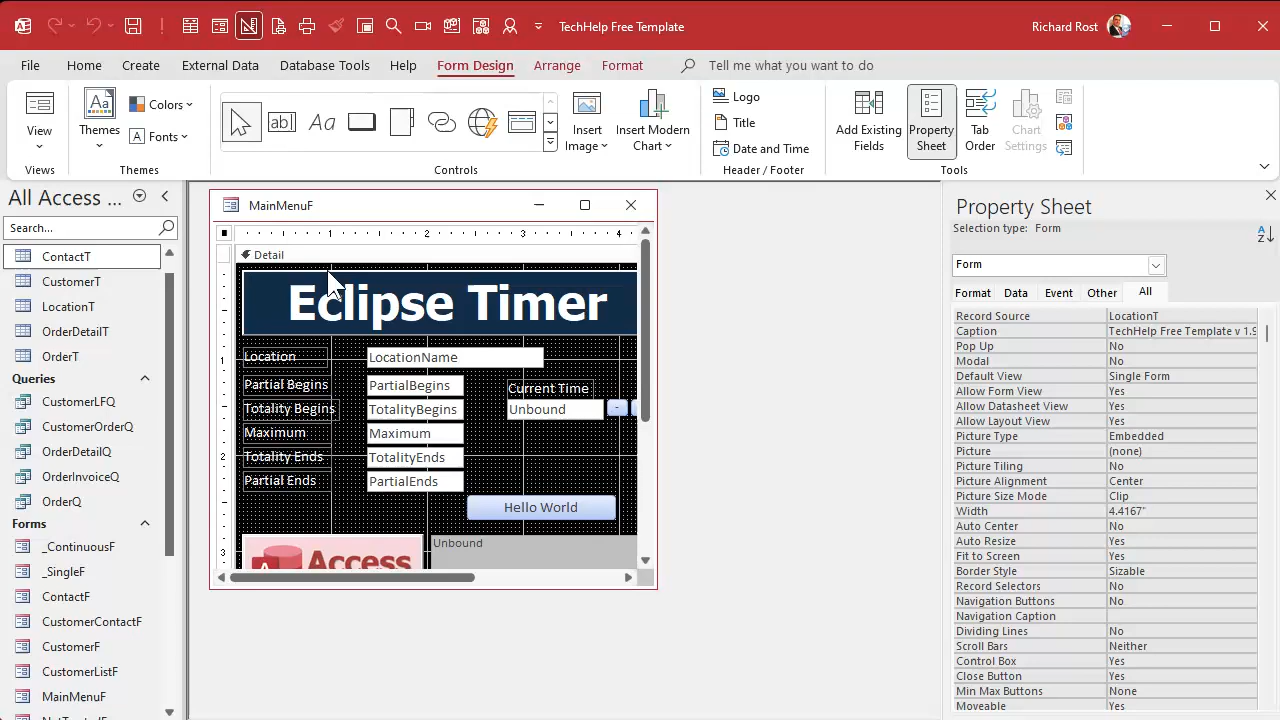 TechHelp Free Template
Richard Rost
File Home Create External Data Database Tools Help Form Design Arrange Format Tell me what you want to do
View
Views
Themes
Colors
Fonts
Themes
ab|
Aa
Controls
Insert
Image
Insert Modern
Chart
Logo
Title
Date and Time
Header / Footer
Add Existing
Fields
Property
Sheet
Tab
Order
Chart
Settings
Tools
All Access ...
Search...
ContactT
CustomerT
LocationT
OrderDetailT
OrderT
Queries
CustomerLFQ
CustomerOrderQ
OrderDetailQ
OrderInvoiceQ
OrderQ
Forms
_ContinuousF
_SingleF
ContactF
CustomerContactF
CustomerF
CustomerListF
MainMenuF
MainMenuF
1 2 3 4
Detail
Eclipse Timer
1
2
3
Location LocationName
Partial Begins PartialBegins
Current Time
Totality Begins TotalityBegins
Unbound -
Maximum Maximum
Totality Ends TotalityEnds
Partial Ends PartialEnds
Hello World
Access
Unbound
Property Sheet
Selection type: Form
Form
Format Data Event Other All
Record Source LocationT
Caption TechHelp Free Template v 1.9
Pop Up No
Modal No
Default View Single Form
Allow Form View Yes
Allow Datasheet View Yes
Allow Layout View Yes
Picture Type Embedded
Picture (none)
Picture Tiling No
Picture Alignment Center
Picture Size Mode Clip
Width 4.4167"
Auto Center No
Auto Resize Yes
Fit to Screen Yes
Border Style Sizable
Record Selectors No
Navigation Buttons No
Navigation Caption
Dividing Lines No
Scroll Bars Neither
Control Box Yes
Close Button Yes
Min Max Buttons None
Moveable Yes